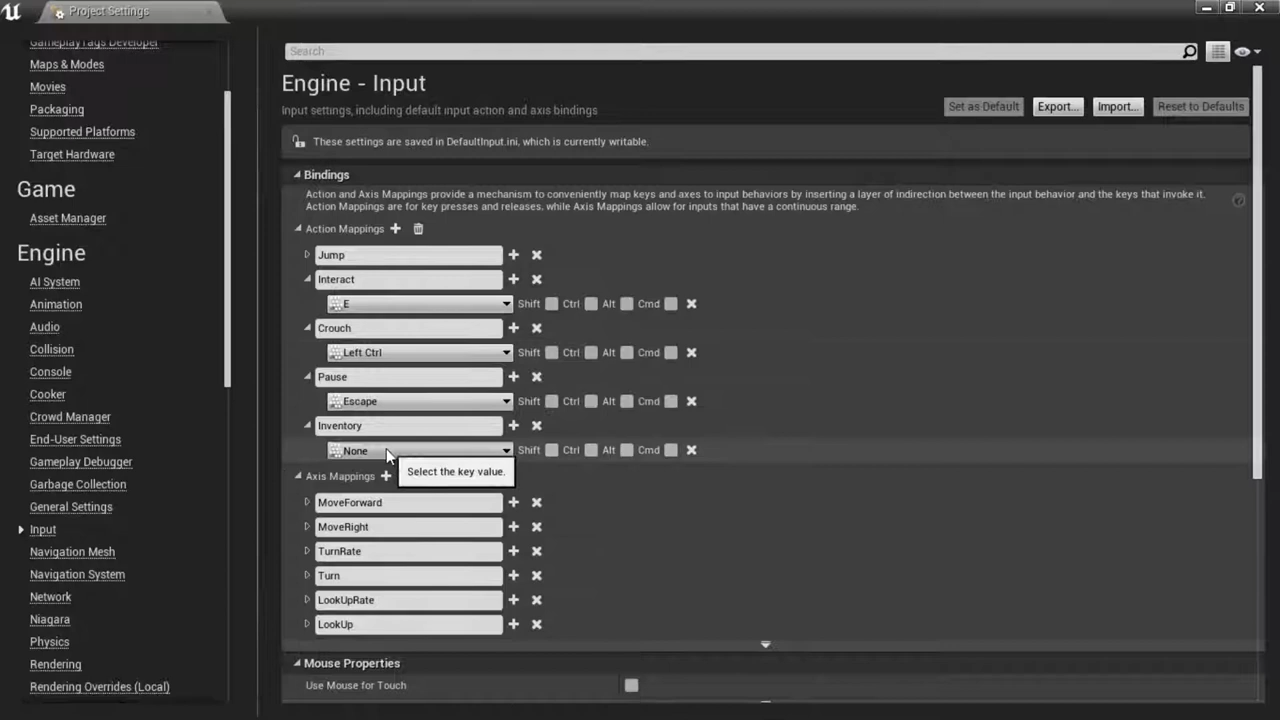 Project Settings
GameplayTags Developer
Maps & Modes
Movies
Packaging
Supported Platforms
Target Hardware
Game
Asset Manager
Engine
AI System
Animation
Audio
Collision
Console
Cooker
Crowd Manager
End-User Settings
Gameplay Debugger
Garbage Collection
General Settings
Input
Navigation Mesh
Navigation System
Network
Niagara
Physics
Rendering
Rendering Overrides (Local)
Search
Engine - Input
Input settings, including default input action and axis bindings
Set as Default Export... Import... Reset to Defaults
These settings are saved in DefaultInput.ini, which is currently writable.
Bindings
Action and Axis Mappings provide a mechanism to conveniently map keys and axes to input behaviors by inserting a layer of indirection between the input behavior and the keys that invoke it.
Action Mappings are for key presses and releases, while Axis Mappings allow for inputs that have a continuous range.
Action Mappings
Jump
Interact
E Shift Ctrl Alt Cmd
Crouch
Left Ctrl Shift Ctrl Alt Cmd
Pause
Escape Shift Ctrl Alt Cmd
Inventory
None Shift Ctrl Alt Cmd
Select the key value.
Axis Mappings
MoveForward
MoveRight
TurnRate
Turn
LookUpRate
LookUp
Mouse Properties
Use Mouse for Touch